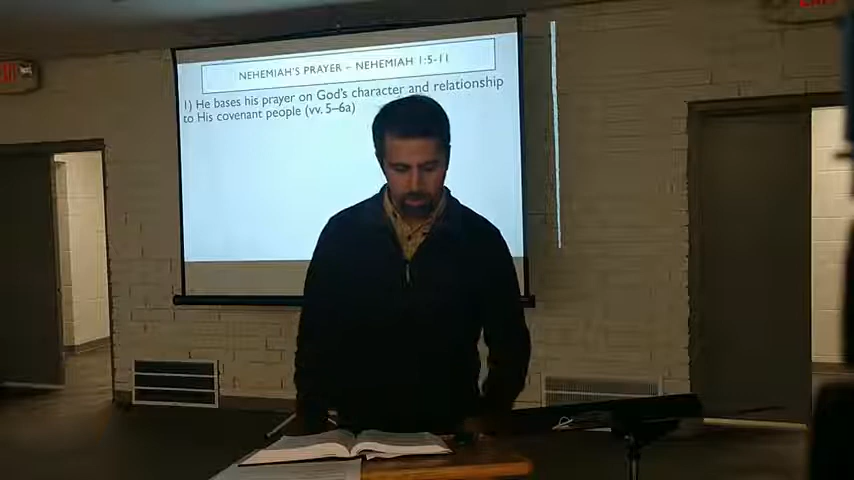 NEHEMIAH'S PRAYER – NEHEMIAH 1:5-11
1) He bases his prayer on God's character and relationship
to His covenant people (vv. 5–6a)